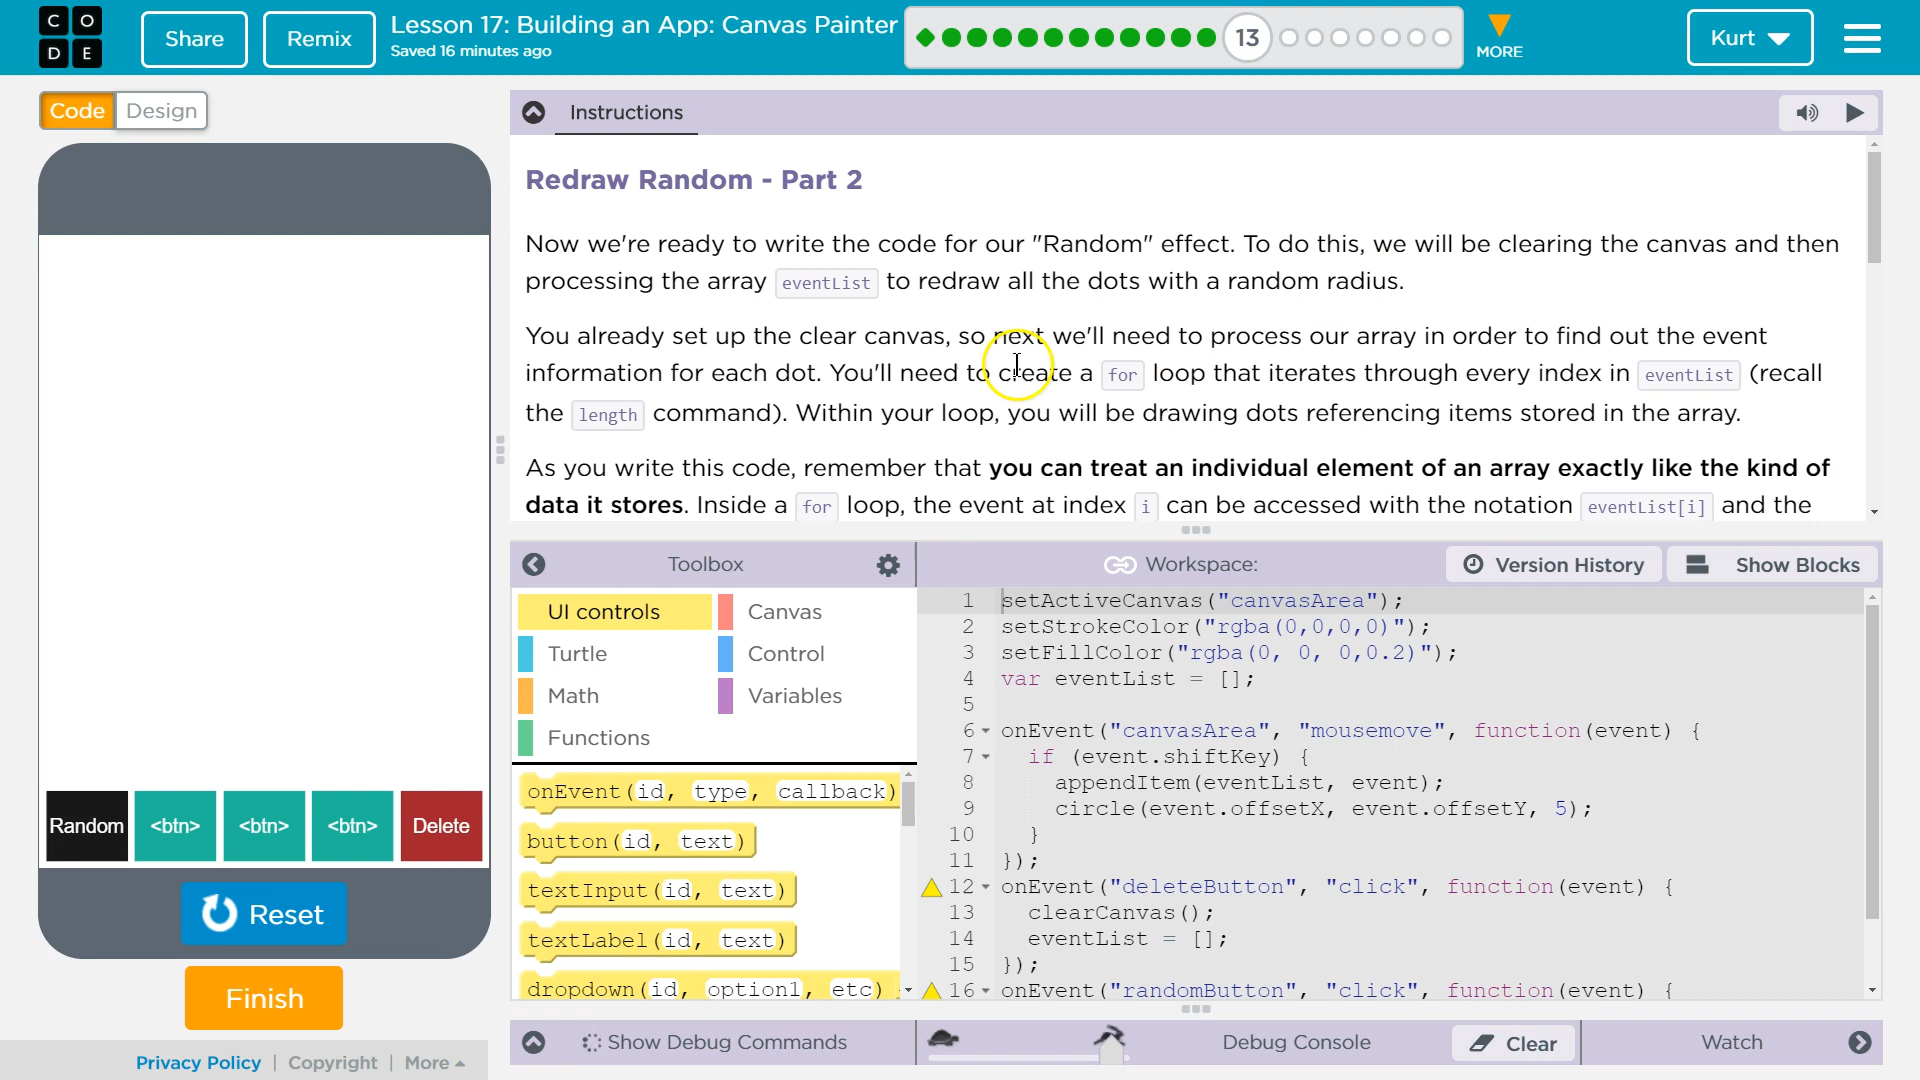 C O
D E
Share
Remix
Lesson 17: Building an App: Canvas Painter
Saved 16 minutes ago
13
MORE
Kurt
Code
Design
Instructions
Redraw Random - Part 2
Now we're ready to write the code for our "Random" effect. To do this, we will be clearing the canvas and then
processing the array eventList to redraw all the dots with a random radius.
You already set up the clear canvas, so next we'll need to process our array in order to find out the event
information for each dot. You'll need to create a for loop that iterates through every index in eventList (recall
the length command). Within your loop, you will be drawing dots referencing items stored in the array.
As you write this code, remember that you can treat an individual element of an array exactly like the kind of
data it stores. Inside a for loop, the event at index i can be accessed with the notation eventList[i] and the
Random
<btn>
<btn>
<btn>
Delete
Reset
Finish
Privacy Policy | Copyright | More
Toolbox
UI controls
Canvas
Turtle
Control
Math
Variables
Functions
onEvent(id, type, callback)
button(id, text)
textInput(id, text)
textLabel(id, text)
dropdown(id, option1, etc)
Workspace:
Version History
Show Blocks
1 setActiveCanvas("canvasArea");
2 setStrokeColor("rgba(0,0,0,0)");
3 setFillColor("rgba(0, 0, 0,0.2)");
4 var eventList = [];
5
6 onEvent("canvasArea", "mousemove", function(event) {
7 if (event.shiftKey) {
8 appendItem(eventList, event);
9 circle(event.offsetX, event.offsetY, 5);
10 }
11 });
12 onEvent("deleteButton", "click", function(event) {
13 clearCanvas();
14 eventList = [];
15 });
16 onEvent("randomButton", "click", function(event) {
Show Debug Commands
Debug Console
Clear
Watch